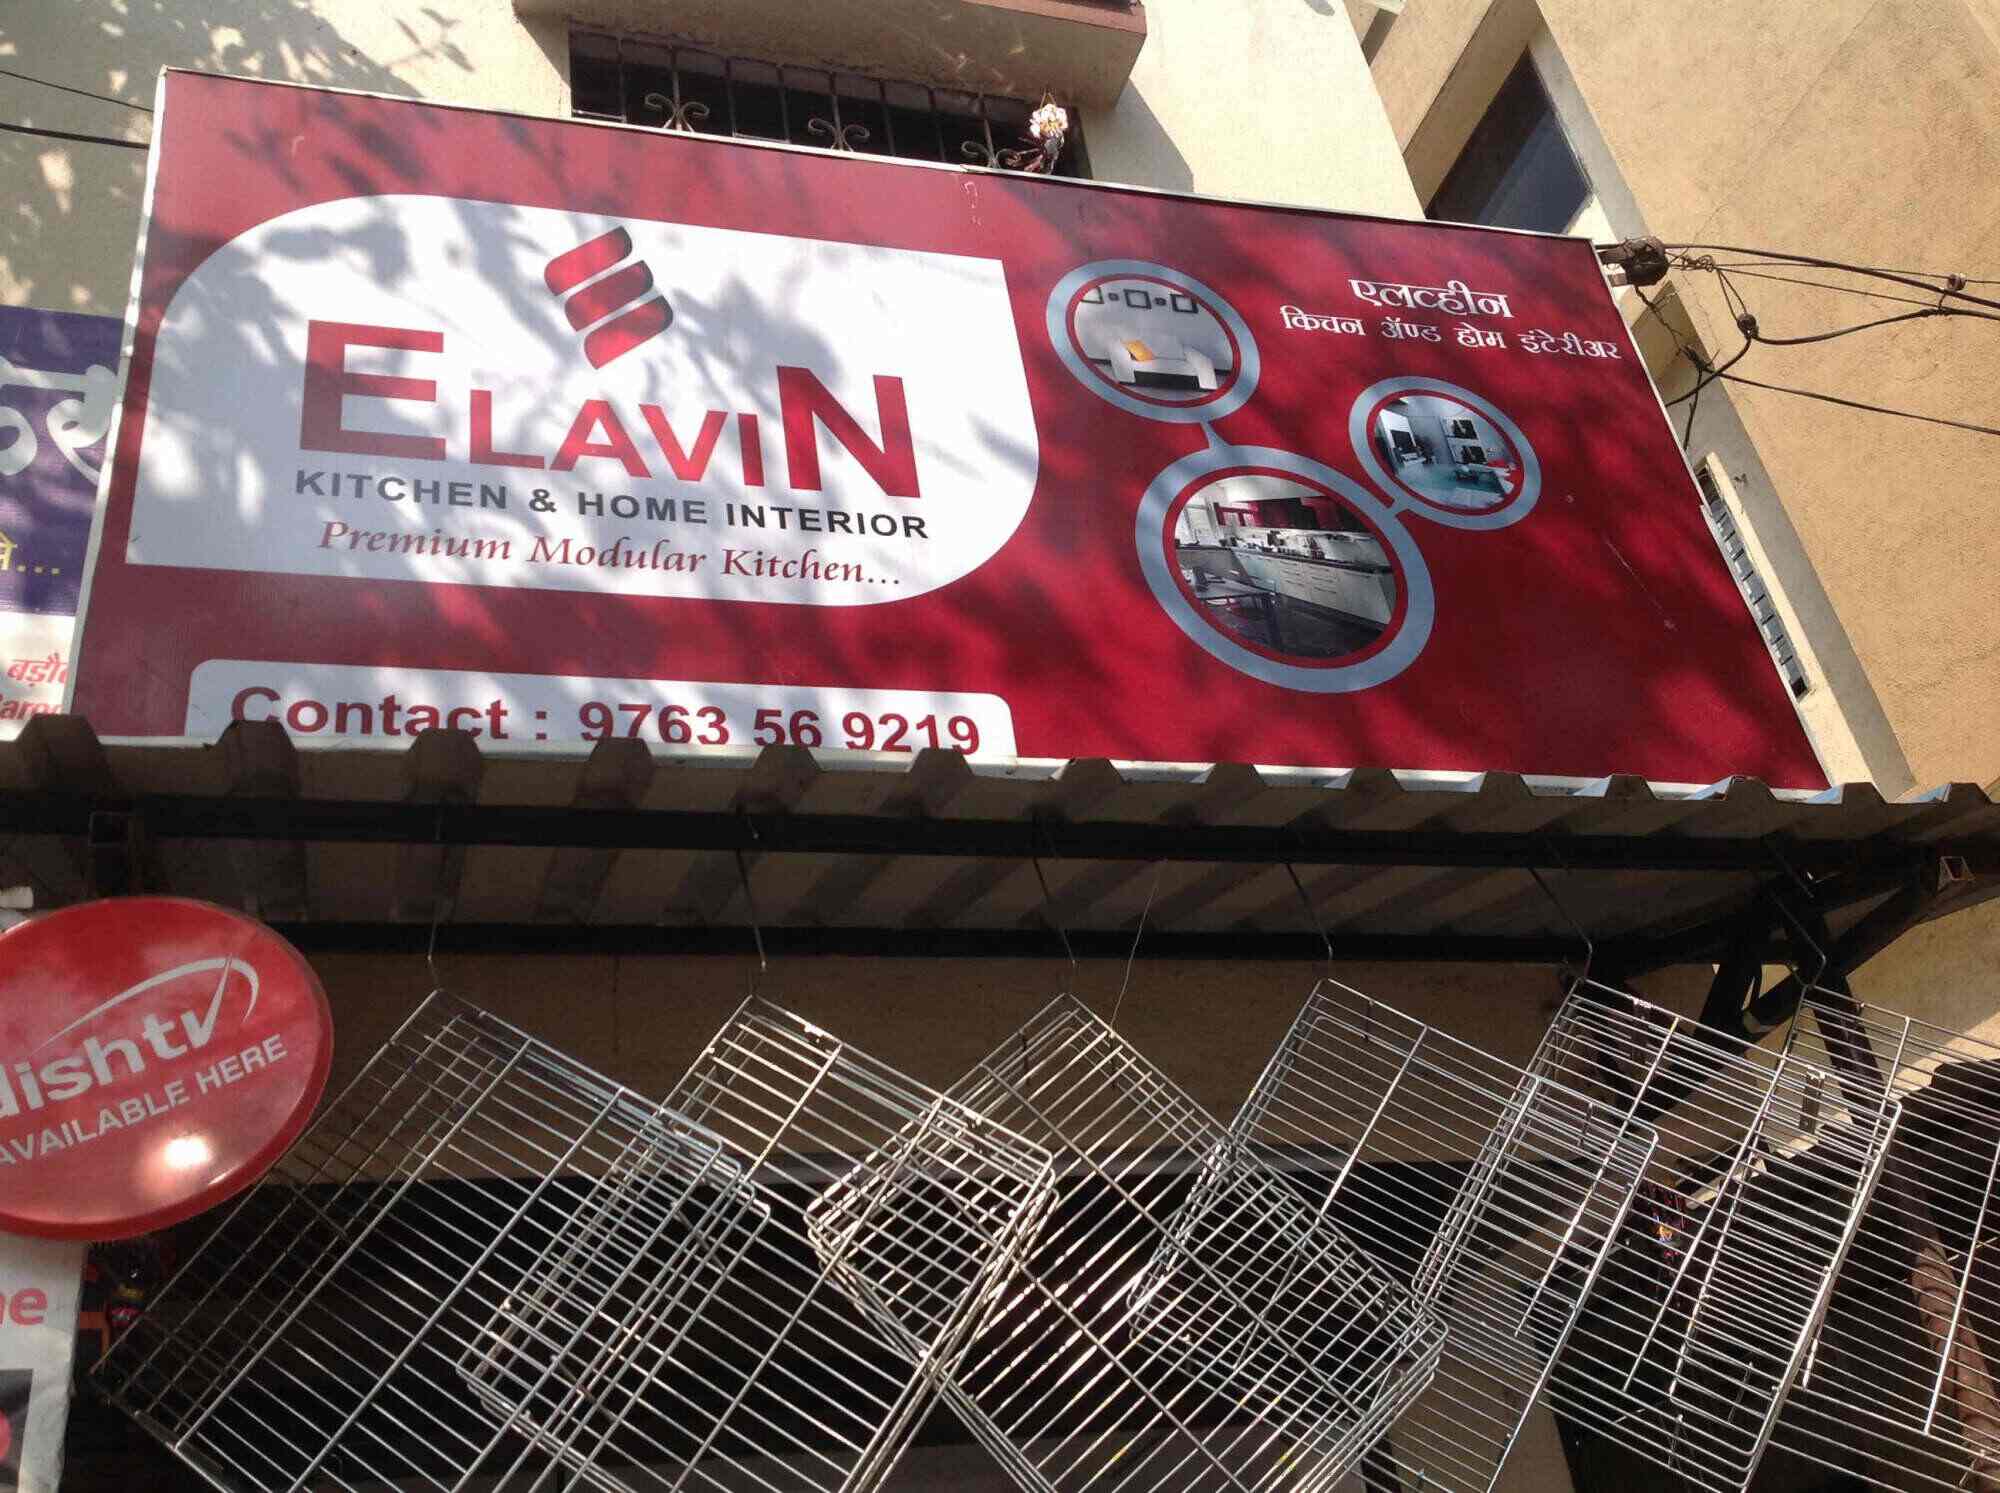 ELAVIN
KITCHEN & HOME INTERIOR
Premium Modular Kitchen...
Contact : 9763 56 9219
एलव्हीन
किचन ॲण्ड होम इंटेरीअर
dishtv
AVAILABLE HERE